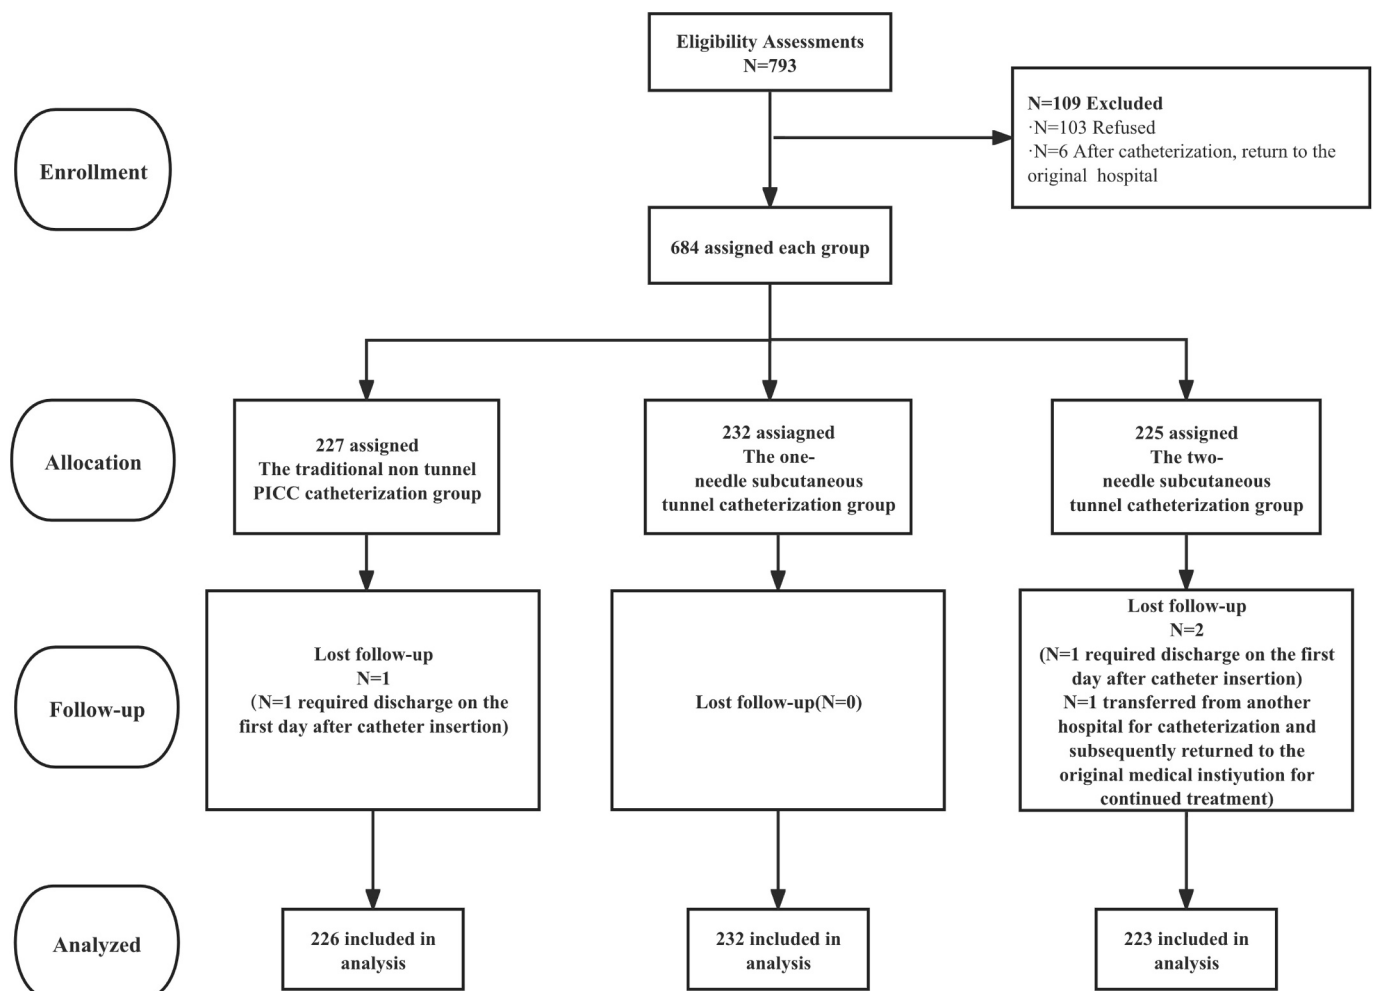 Eligibility Assessments
N=793
N=109 Excluded
·N=103 Refused
·N=6 After catheterization, return to the
original hospital
Enrollment
684 assigned each group
Allocation
227 assigned
The traditional non tunnel
PICC catheterization group
232 assiagned
The one-
needle subcutaneous
tunnel catheterization group
225 assigned
The two-
needle subcutaneous
tunnel catheterization group
Follow-up
Lost follow-up
N=1
（N=1 required discharge on the
first day after catheter insertion)
Lost follow-up(N=0)
Lost follow-up
N=2
(N=1 required discharge on the first
day after catheter insertion)
N=1 transferred from another
hospital for catheterization and
subsequently returned to the
original medical instiyution for
continued treatment)
Analyzed
226 included in
analysis
232 included in
analysis
223 included in
analysis